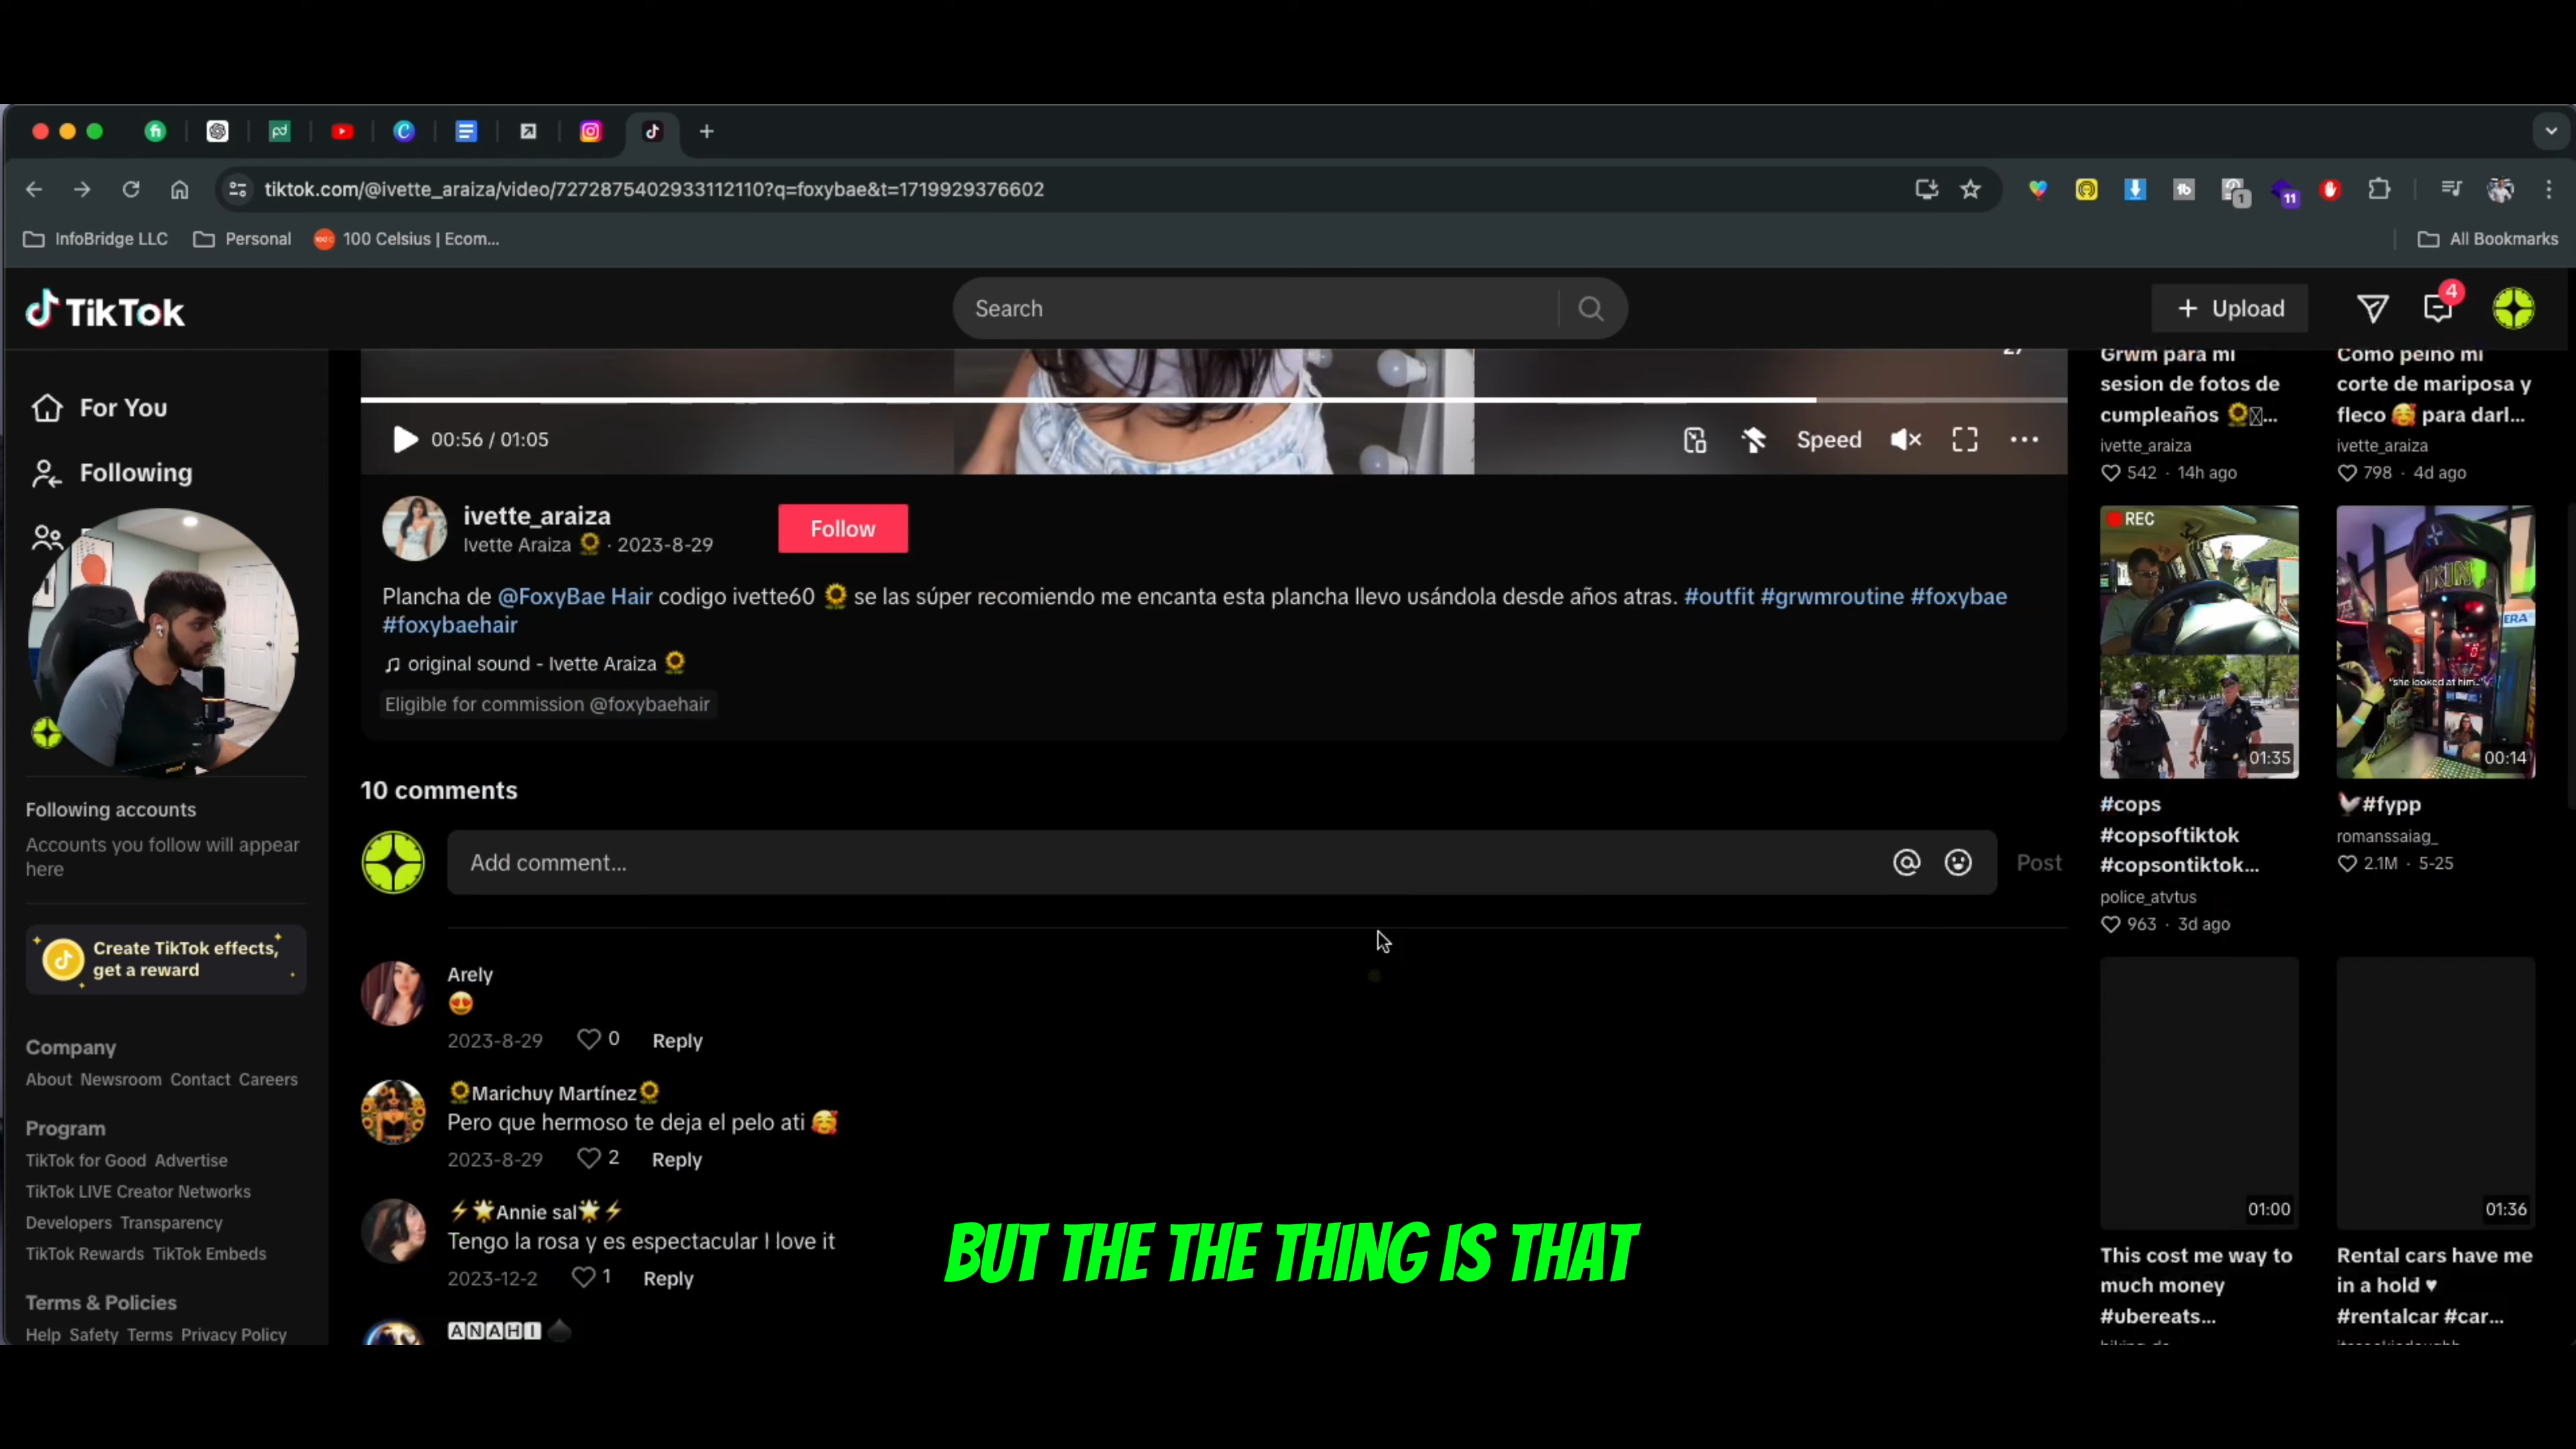 tiktok.com/@ivette_araiza/video/7272875402933112110?q=foxybae&t=1719929376602
1
11
InfoBridge LLC
Personal
100 Celsius | Ecom...
All Bookmarks
TikTok
Search
+ Upload
4
For You
Following
00:56 / 01:05
Speed
ivette_araiza
Ivette Araiza 🌻 · 2023-8-29
Follow
Plancha de @FoxyBae Hair codigo ivette60 🌻 se las súper recomiendo me encanta esta plancha llevo usándola desde años atras. #outfit #grwmroutine #foxybae
#foxybaehair
♫ original sound - Ivette Araiza 🌻
Eligible for commission @foxybaehair
10 comments
Add comment...
Post
Arely
😍
2023-8-29 0 Reply
🌻Marichuy Martínez🌻
Pero que hermoso te deja el pelo ati 🥰
2023-8-29 2 Reply
⚡🌟Annie sal🌟⚡
Tengo la rosa y es espectacular I love it
2023-12-2 1 Reply
🄰🄽🄰🄷🄸 ♠
BUT THE THE THING IS THAT
Following accounts
Accounts you follow will appear
here
Create TikTok effects,
get a reward
Company
About Newsroom Contact Careers
Program
TikTok for Good Advertise
TikTok LIVE Creator Networks
Developers Transparency
TikTok Rewards TikTok Embeds
Terms & Policies
Help Safety Terms Privacy Policy
Grwm para mi
sesion de fotos de
cumpleaños 🌻...
ivette_araiza
542 · 14h ago
Como peino mi
corte de mariposa y
fleco 🥰 para darl...
ivette_araiza
798 · 4d ago
REC
01:35
#cops
#copsoftiktok
#copsontiktok...
police_atvtus
963 · 3d ago
ERA
"she looked at him.."
00:14
🐓#fypp
romanssaiag_
2.1M · 5-25
01:00
This cost me way to
much money
#ubereats...
01:36
Rental cars have me
in a hold ♥
#rentalcar #car...